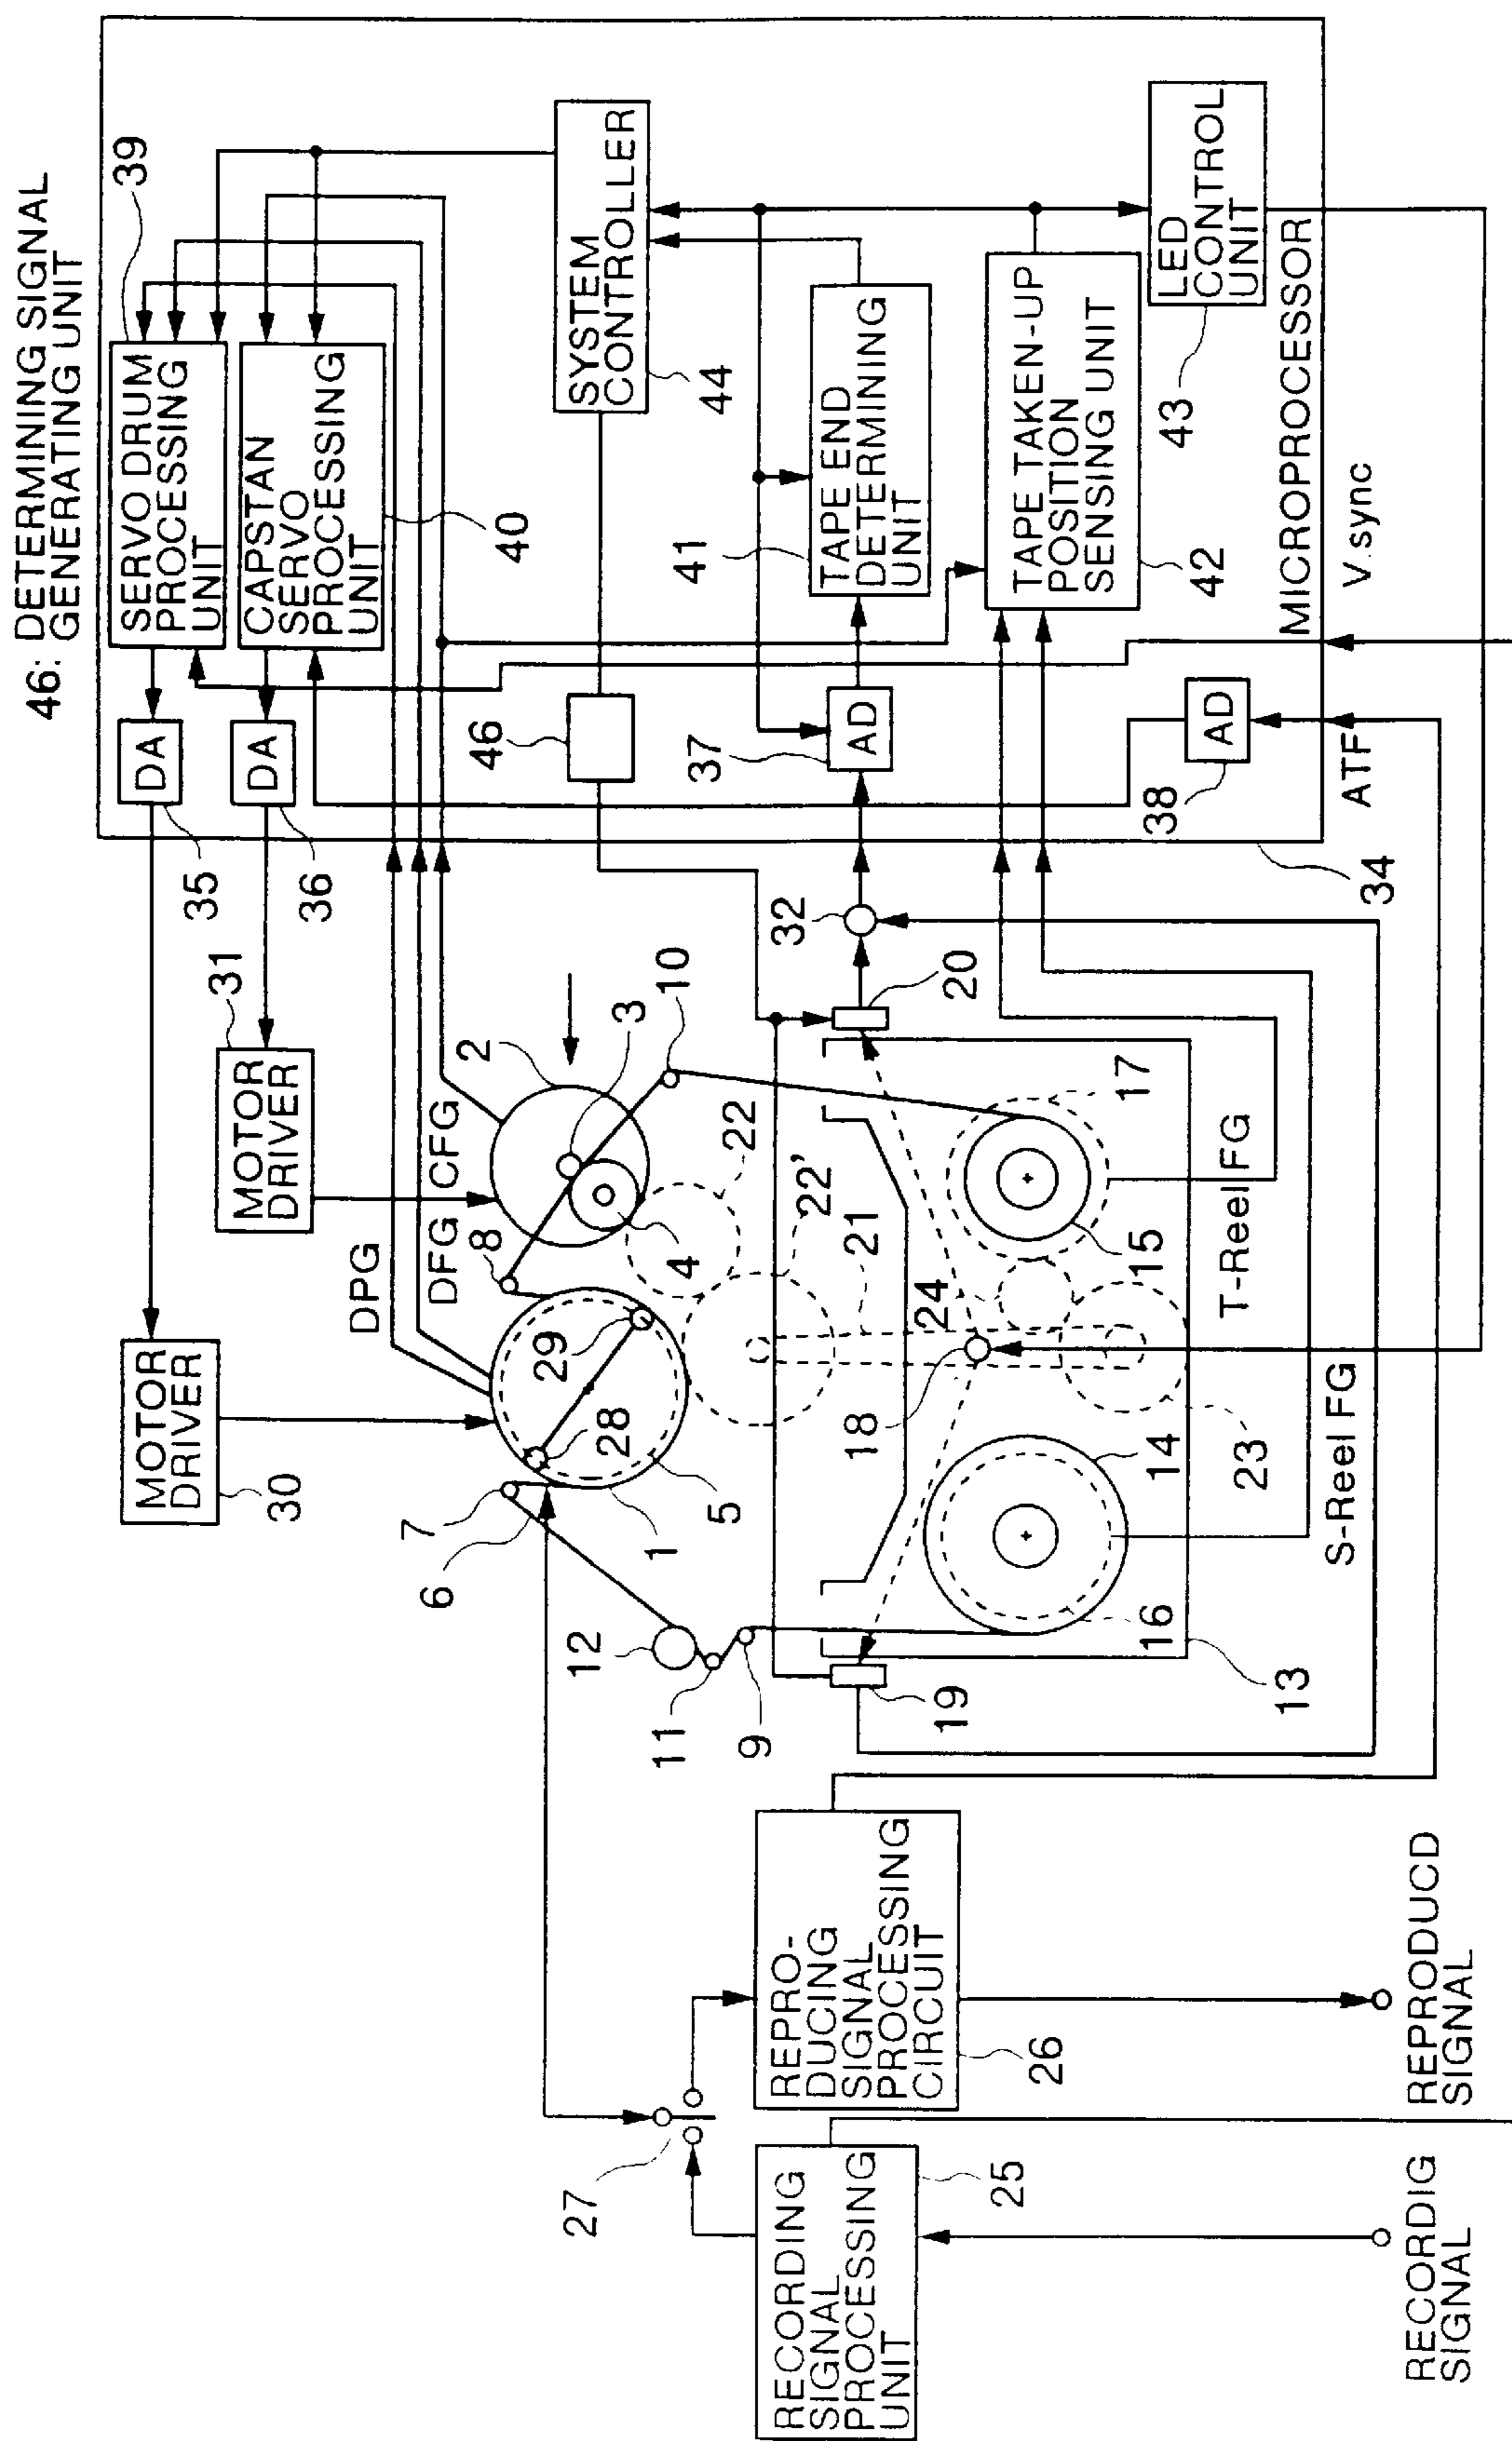 46: DETERMINING SIGNAL
GENERATING UNIT
39
SERVO DRUM
PROCESSING
UNIT
CAPSTAN
SERVO
PROCESSING
UNIT
40
DA
35
DA
36
SYSTEM
CONTROLLER
44
46
TAPE END
DETERMINING
UNIT
41
AD
37
TAPE TAKEN-UP
POSITION
SENSING UNIT
42
LED
CONTROL
UNIT
43
AD
38
MICROPROCESSOR
V.sync
ATF
34
MOTOR
DRIVER
30
MOTOR
DRIVER
31
DPG
DFG
CFG
2
3
10
8
4
22
22'
29
28
7
6
1
5
12
11
9
32
20
19
21
24
18
17
15
14
23
16
13
T-Reel FG
S-Reel FG
27
REPRO-
DUCING
SIGNAL
PROCESSING
CIRCUIT
26
RECORDING
SIGNAL
PROCESSING
UNIT
25
REPRODUCD
SIGNAL
RECORDIG
SIGNAL